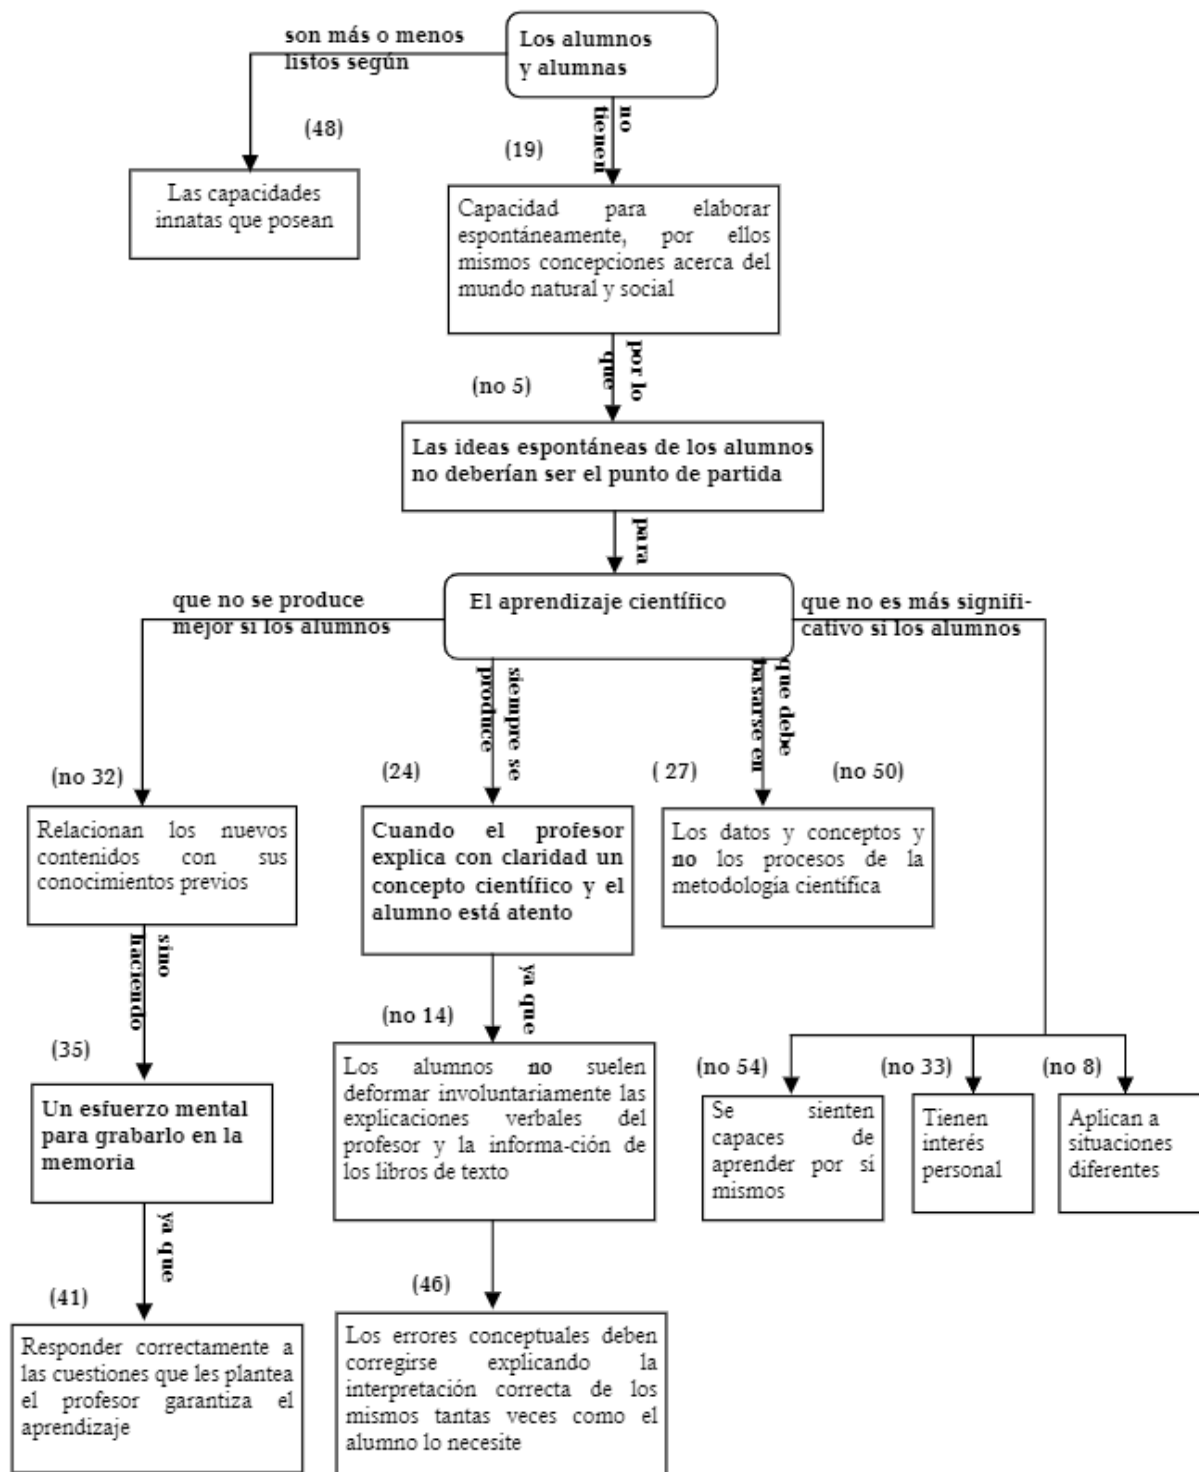 son más o menos
listos según
Los alumnos
y alumnas
no
tienen
(48)
(19)
Las capacidades
innatas que posean
Capacidad para elaborar
espontáneamente, por ellos
mismos concepciones acerca del
mundo natural y social
por lo
que
(no 5)
Las ideas espontáneas de los alumnos
no deberían ser el punto de partida
para
El aprendizaje científico
que no se produce
mejor si los alumnos
que no es más signifi-
cativo si los alumnos
siempre se
produce
que debe
basarse en
(no 32)
(24)
( 27)
(no 50)
Relacionan los nuevos
contenidos con sus
conocimientos previos
Cuando el profesor
explica con claridad un
concepto científico y el
alumno está atento
Los datos y conceptos y
no los procesos de la
metodología científica
sino
haciendo
ya que
(35)
(no 14)
(no 54)
(no 33)
(no 8)
Un esfuerzo mental
para grabarlo en la
memoria
Los alumnos no suelen
deformar involuntariamente las
explicaciones verbales del
profesor y la informa-ción de
los libros de texto
Se sienten
capaces de
aprender por sí
mismos
Tienen
interés
personal
Aplican a
situaciones
diferentes
ya que
(41)
(46)
Responder correctamente a
las cuestiones que les plantea
el profesor garantiza el
aprendizaje
Los errores conceptuales deben
corregirse explicando la
interpretación correcta de los
mismos tantas veces como el
alumno lo necesite